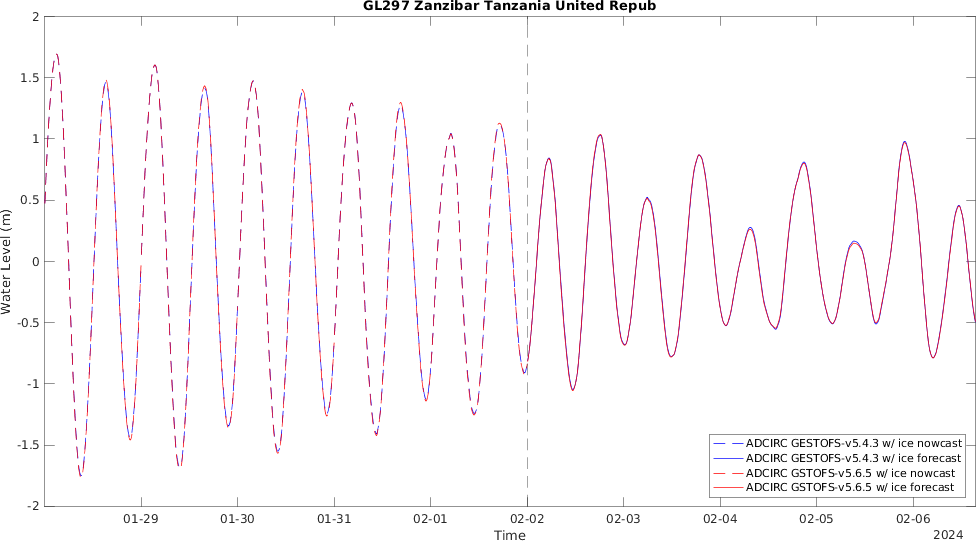 GL297 Zanzibar Tanzania United Repub
2
1.5
1
0.5
0
-0.5
-1
-1.5
-2
Water Level (m)
01-29 01-30 01-31 02-01 02-02 02-03 02-04 02-05 02-06
Time
2024
ADCIRC GESTOFS-v5.4.3 w/ ice nowcast
ADCIRC GESTOFS-v5.4.3 w/ ice forecast
ADCIRC GSTOFS-v5.6.5 w/ ice nowcast
ADCIRC GSTOFS-v5.6.5 w/ ice forecast